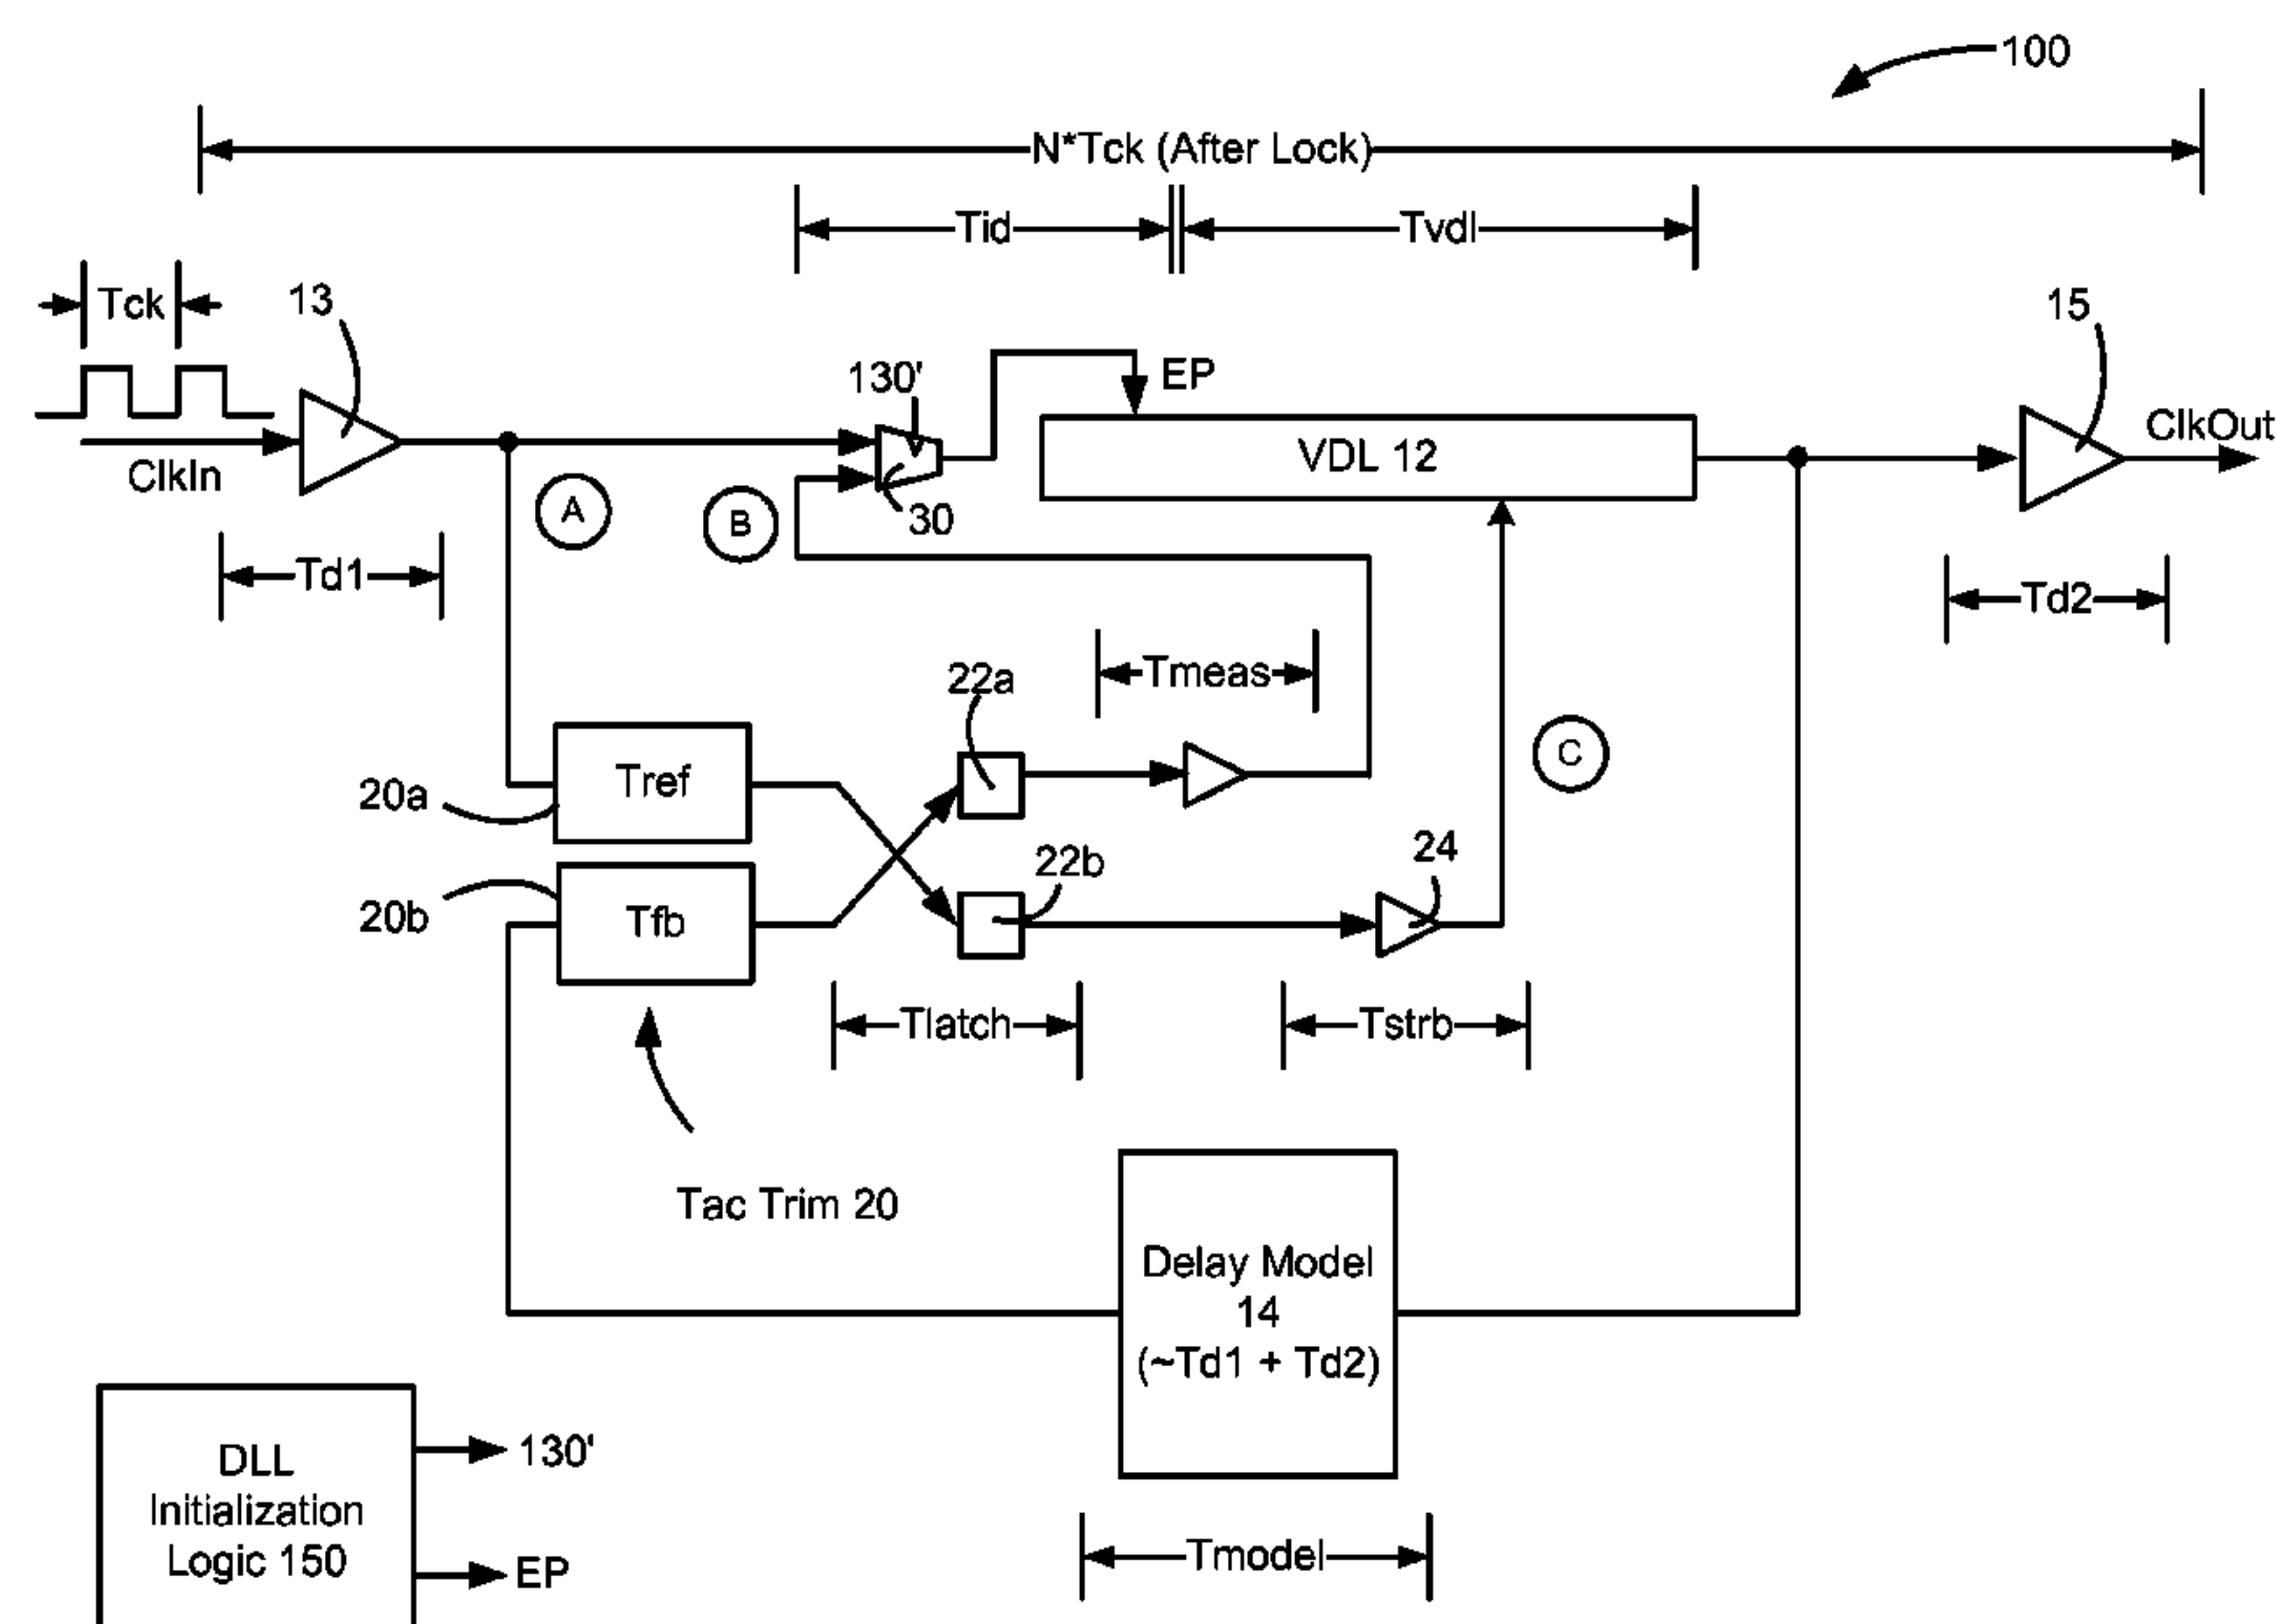 100
N*Tck (After Lock)
Tid
Tvdl
Tck
13
15
130'
EP
ClkIn
VDL 12
ClkOut
A
B
30
Td1
Td2
22a
Tmeas
C
Tref
20a
24
22b
20b
Tfb
Tlatch
Tstrb
Tac Trim 20
Delay Model
14
(~Td1 + Td2)
DLL
Initialization
Logic 150
130'
EP
Tmodel